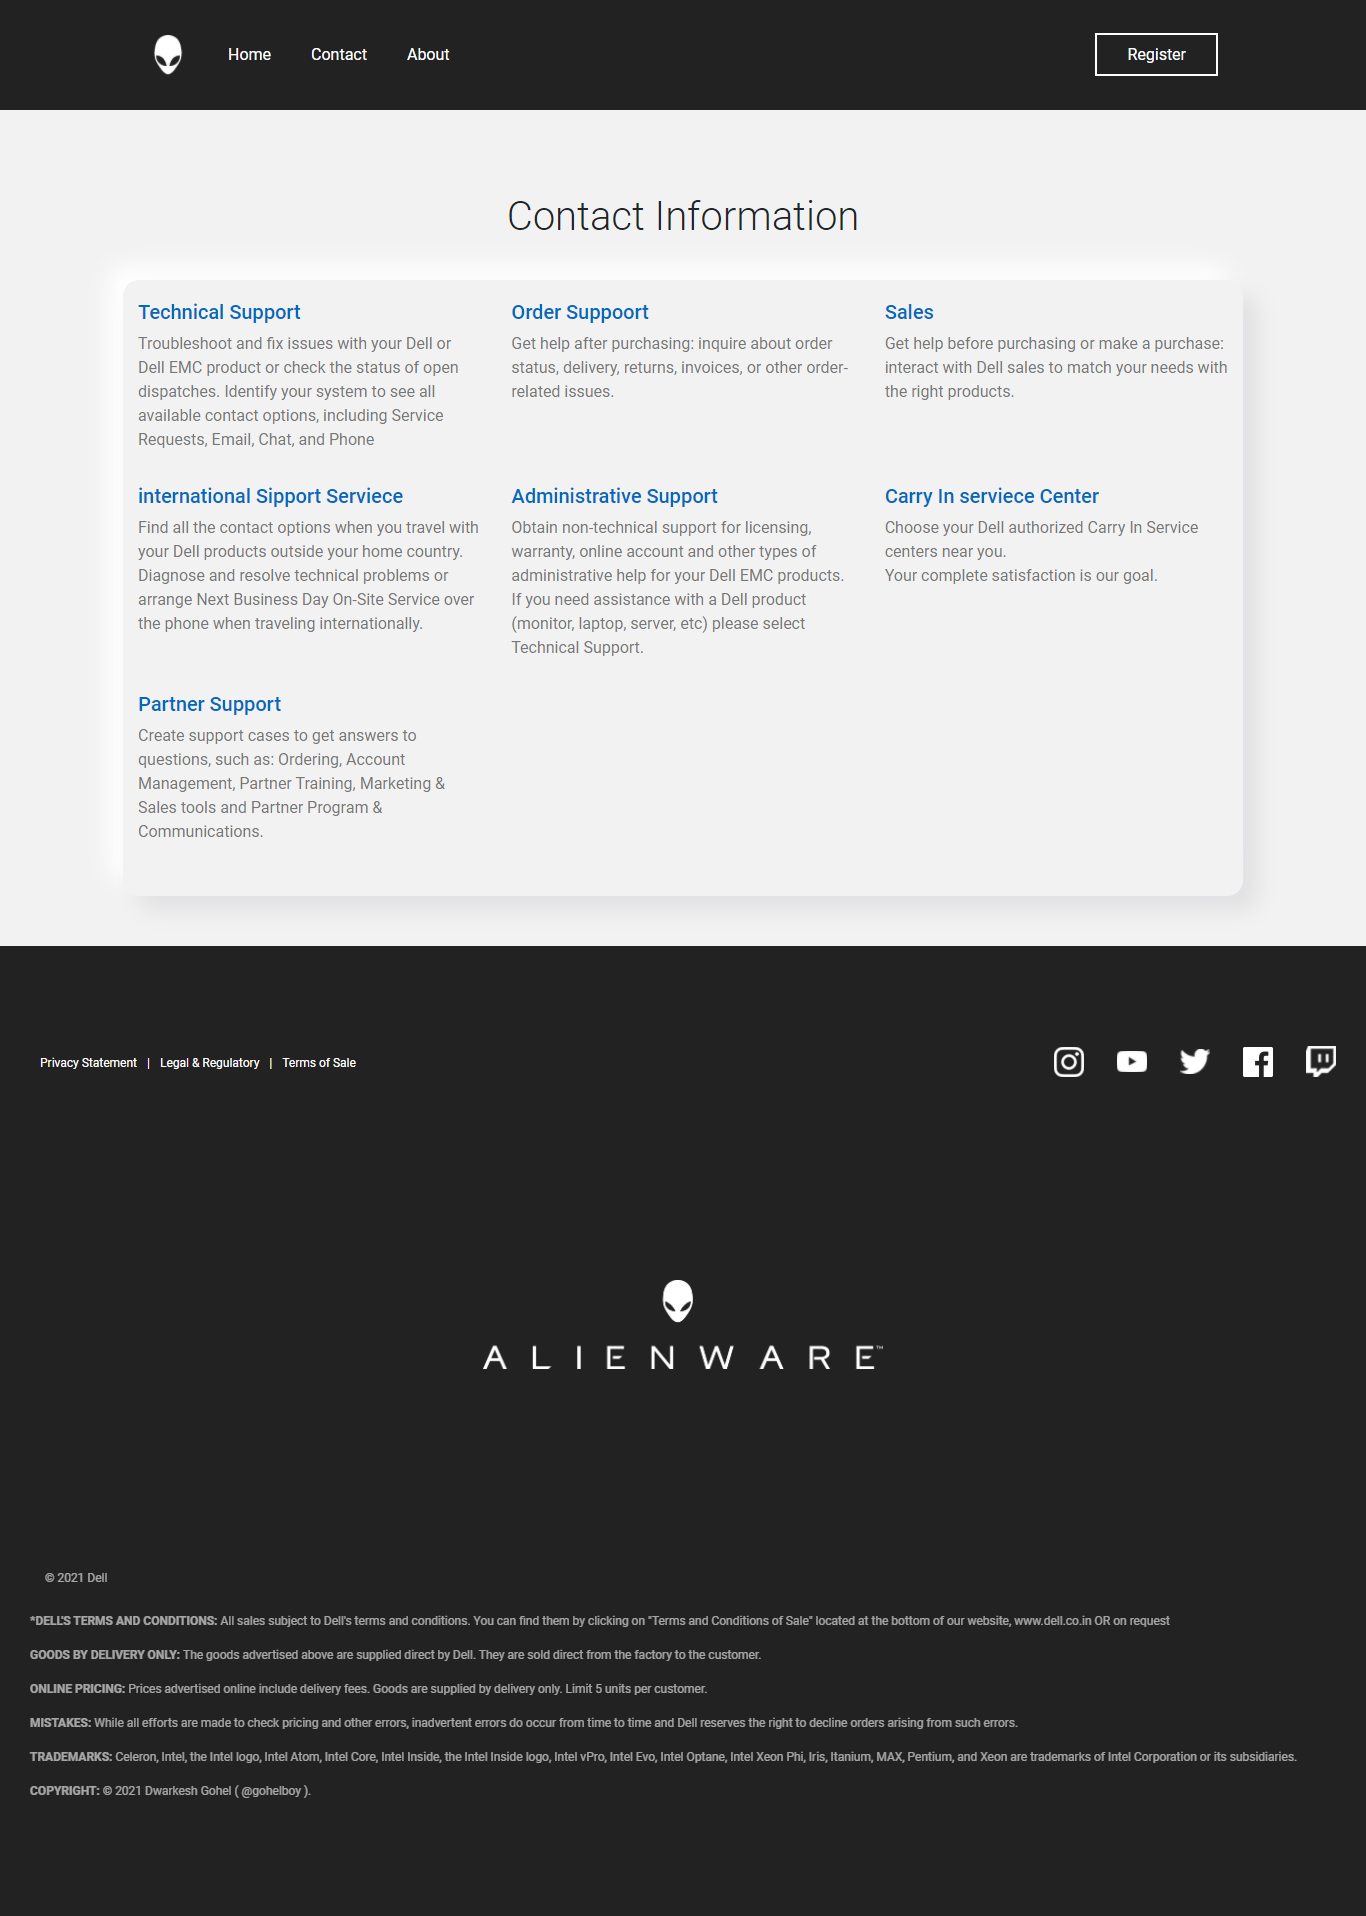 Home Contact About Register
Contact Information
Technical Support
Troubleshoot and fix issues with your Dell or
Dell EMC product or check the status of open
dispatches. Identify your system to see all
available contact options, including Service
Requests, Email, Chat, and Phone
Order Suppoort
Get help after purchasing: inquire about order
status, delivery, returns, invoices, or other order-
related issues.
Sales
Get help before purchasing or make a purchase:
interact with Dell sales to match your needs with
the right products.
international Sipport Serviece
Find all the contact options when you travel with
your Dell products outside your home country.
Diagnose and resolve technical problems or
arrange Next Business Day On-Site Service over
the phone when traveling internationally.
Administrative Support
Obtain non-technical support for licensing,
warranty, online account and other types of
administrative help for your Dell EMC products.
If you need assistance with a Dell product
(monitor, laptop, server, etc) please select
Technical Support.
Carry In serviece Center
Choose your Dell authorized Carry In Service
centers near you.
Your complete satisfaction is our goal.
Partner Support
Create support cases to get answers to
questions, such as: Ordering, Account
Management, Partner Training, Marketing &
Sales tools and Partner Program &
Communications.
Privacy Statement | Legal & Regulatory | Terms of Sale
ALIENWARE™
© 2021 Dell
*DELL'S TERMS AND CONDITIONS: All sales subject to Dell's terms and conditions. You can find them by clicking on "Terms and Conditions of Sale" located at the bottom of our website, www.dell.co.in OR on request
GOODS BY DELIVERY ONLY: The goods advertised above are supplied direct by Dell. They are sold direct from the factory to the customer.
ONLINE PRICING: Prices advertised online include delivery fees. Goods are supplied by delivery only. Limit 5 units per customer.
MISTAKES: While all efforts are made to check pricing and other errors, inadvertent errors do occur from time to time and Dell reserves the right to decline orders arising from such errors.
TRADEMARKS: Celeron, Intel, the Intel logo, Intel Atom, Intel Core, Intel Inside, the Intel Inside logo, Intel vPro, Intel Evo, Intel Optane, Intel Xeon Phi, Iris, Itanium, MAX, Pentium, and Xeon are trademarks of Intel Corporation or its subsidiaries.
COPYRIGHT: © 2021 Dwarkesh Gohel ( @gohelboy ).